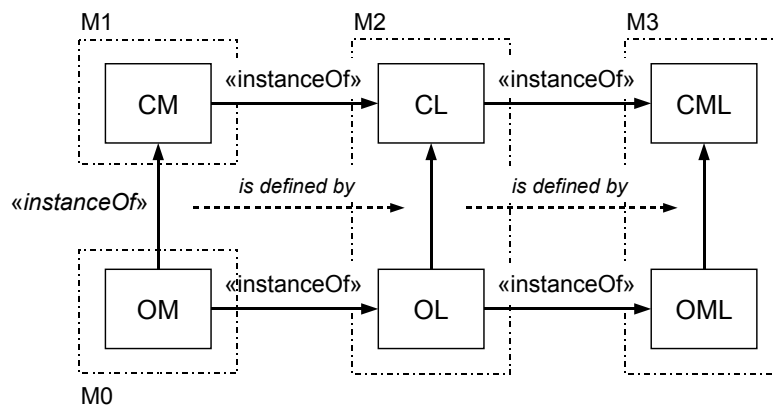 M1 M2 M3
CM «instanceOf» CL «instanceOf» CML
«instanceOf» is defined by is defined by
OM «instanceOf» OL «instanceOf» OML
M0